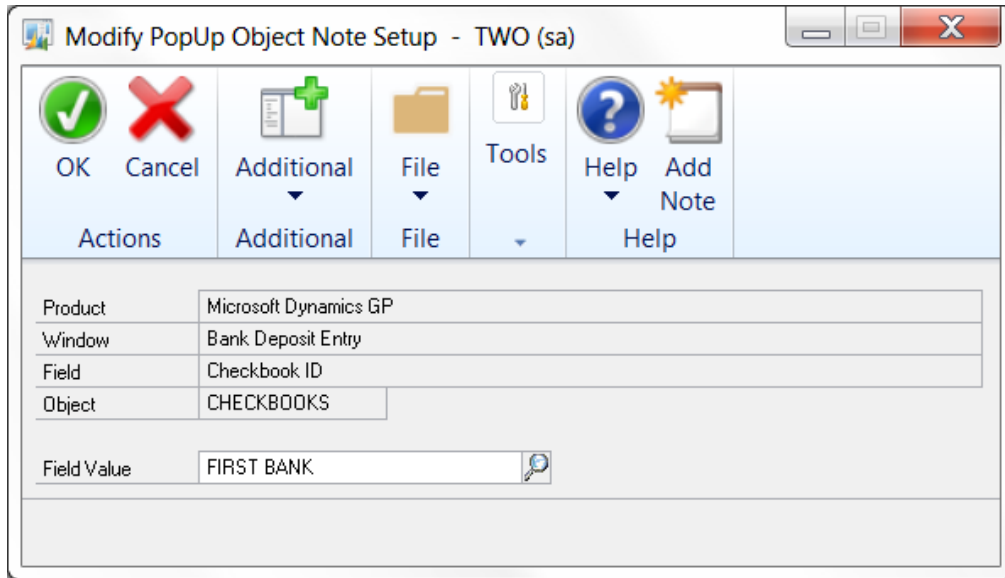 Modify PopUp Object Note Setup - TWO (sa)
OK Cancel Additional File Tools Help Add Note
Actions Additional File Help
Product Microsoft Dynamics GP
Window Bank Deposit Entry
Field Checkbook ID
Object CHECKBOOKS
Field Value FIRST BANK